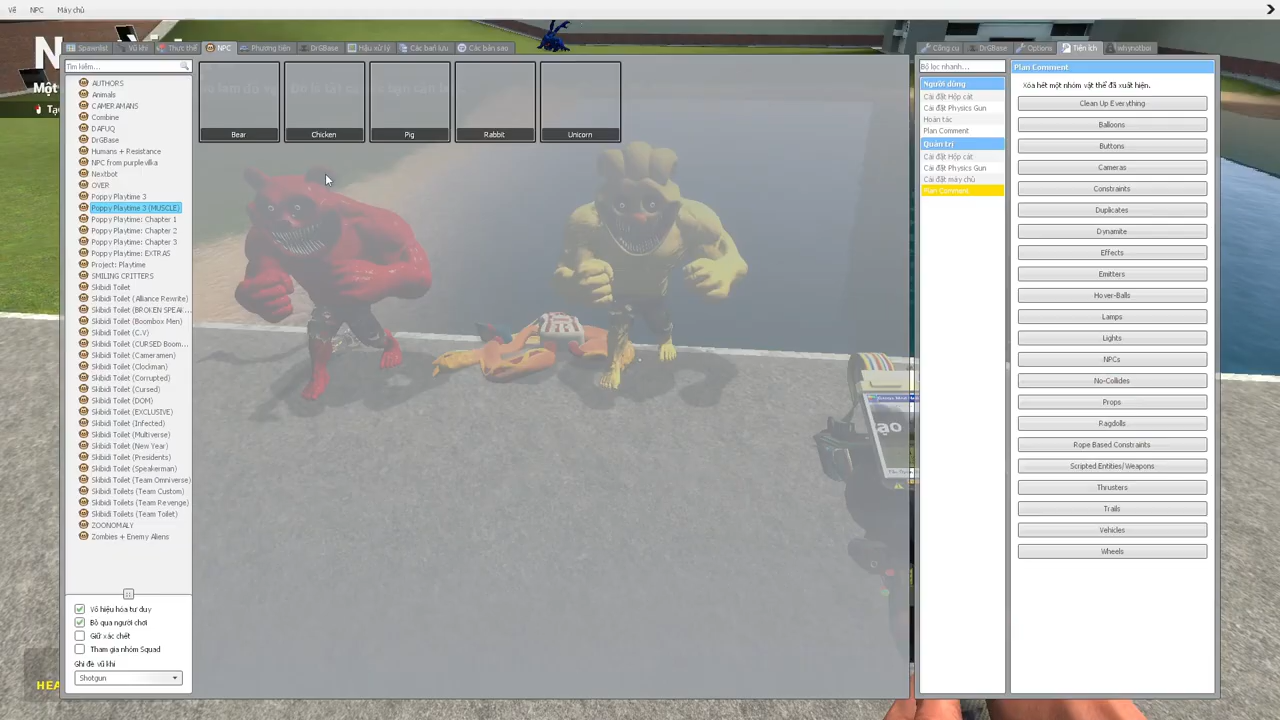 Vẽ NPC Máy chủ
Spawnlist Vũ khí Thực thể NPC Phương tiện DrGBase Hậu xử lý Các bản lưu Các bản sao
Công cụ DrGBase Options Tiện ích whynotboi
Tìm kiếm...
AUTHORS
Animals
CAMERAMANS
Combine
DAFUQ
DrGBase
Humans + Resistance
NPC from purplevilka
Nextbot
OVER
Poppy Playtime 3
Poppy Playtime 3 (MUSCLE)
Poppy Playtime: Chapter 1
Poppy Playtime: Chapter 2
Poppy Playtime: Chapter 3
Poppy Playtime: EXTRAS
Project: Playtime
SMILING CRITTERS
Skibidi Toilet
Skibidi Toilet (Alliance Rewrite)
Skibidi Toilet (BROKEN SPEAK...
Skibidi Toilet (Boombox Men)
Skibidi Toilet (C.V)
Skibidi Toilet (CURSED Boom...
Skibidi Toilet (Cameramen)
Skibidi Toilet (Clockman)
Skibidi Toilet (Corrupted)
Skibidi Toilet (Cursed)
Skibidi Toilet (DOM)
Skibidi Toilet (EXCLUSIVE)
Skibidi Toilet (Infected)
Skibidi Toilet (Multiverse)
Skibidi Toilet (New Year)
Skibidi Toilet (Presidents)
Skibidi Toilet (Speakerman)
Skibidi Toilet (Team Omniverse)
Skibidi Toilets (Team Custom)
Skibidi Toilets (Team Revenge)
Skibidi Toilets (Team Toilet)
ZOONOMALY
Zombies + Enemy Aliens
Vô hiệu hóa tư duy
Bỏ qua người chơi
Giữ xác chết
Tham gia nhóm Squad
Ghi đè vũ khí
Shotgun
Bear Chicken Pig Rabbit Unicorn
Bộ lọc nhanh...
Người dùng
Cài đặt Hộp cát
Cài đặt Physics Gun
Hoàn tác
Plan Comment
Quản trị
Cài đặt Hộp cát
Cài đặt Physics Gun
Cài đặt máy chủ
Plan Comment
Plan Comment
Xóa hết một nhóm vật thể đã xuất hiện.
Clean Up Everything
Balloons
Buttons
Cameras
Constraints
Duplicates
Dynamite
Effects
Emitters
Hover-Balls
Lamps
Lights
NPCs
No-Collides
Props
Ragdolls
Rope Based Constraints
Scripted Entities/Weapons
Thrusters
Trails
Vehicles
Wheels
HEA